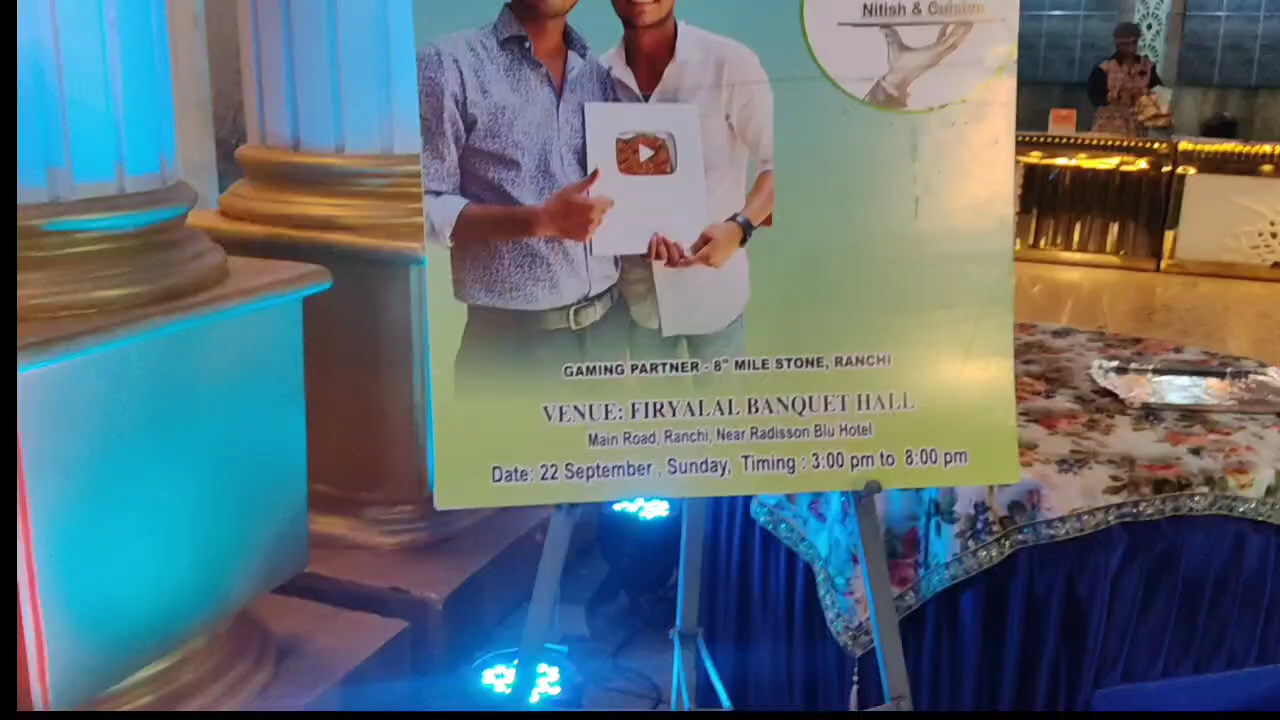 Nitish & Cuisine
GAMING PARTNER - 8th MILE STONE, RANCHI
VENUE: FIRYALAL BANQUET HALL
Main Road, Ranchi, Near Radisson Blu Hotel
Date: 22 September , Sunday, Timing : 3:00 pm to 8:00 pm